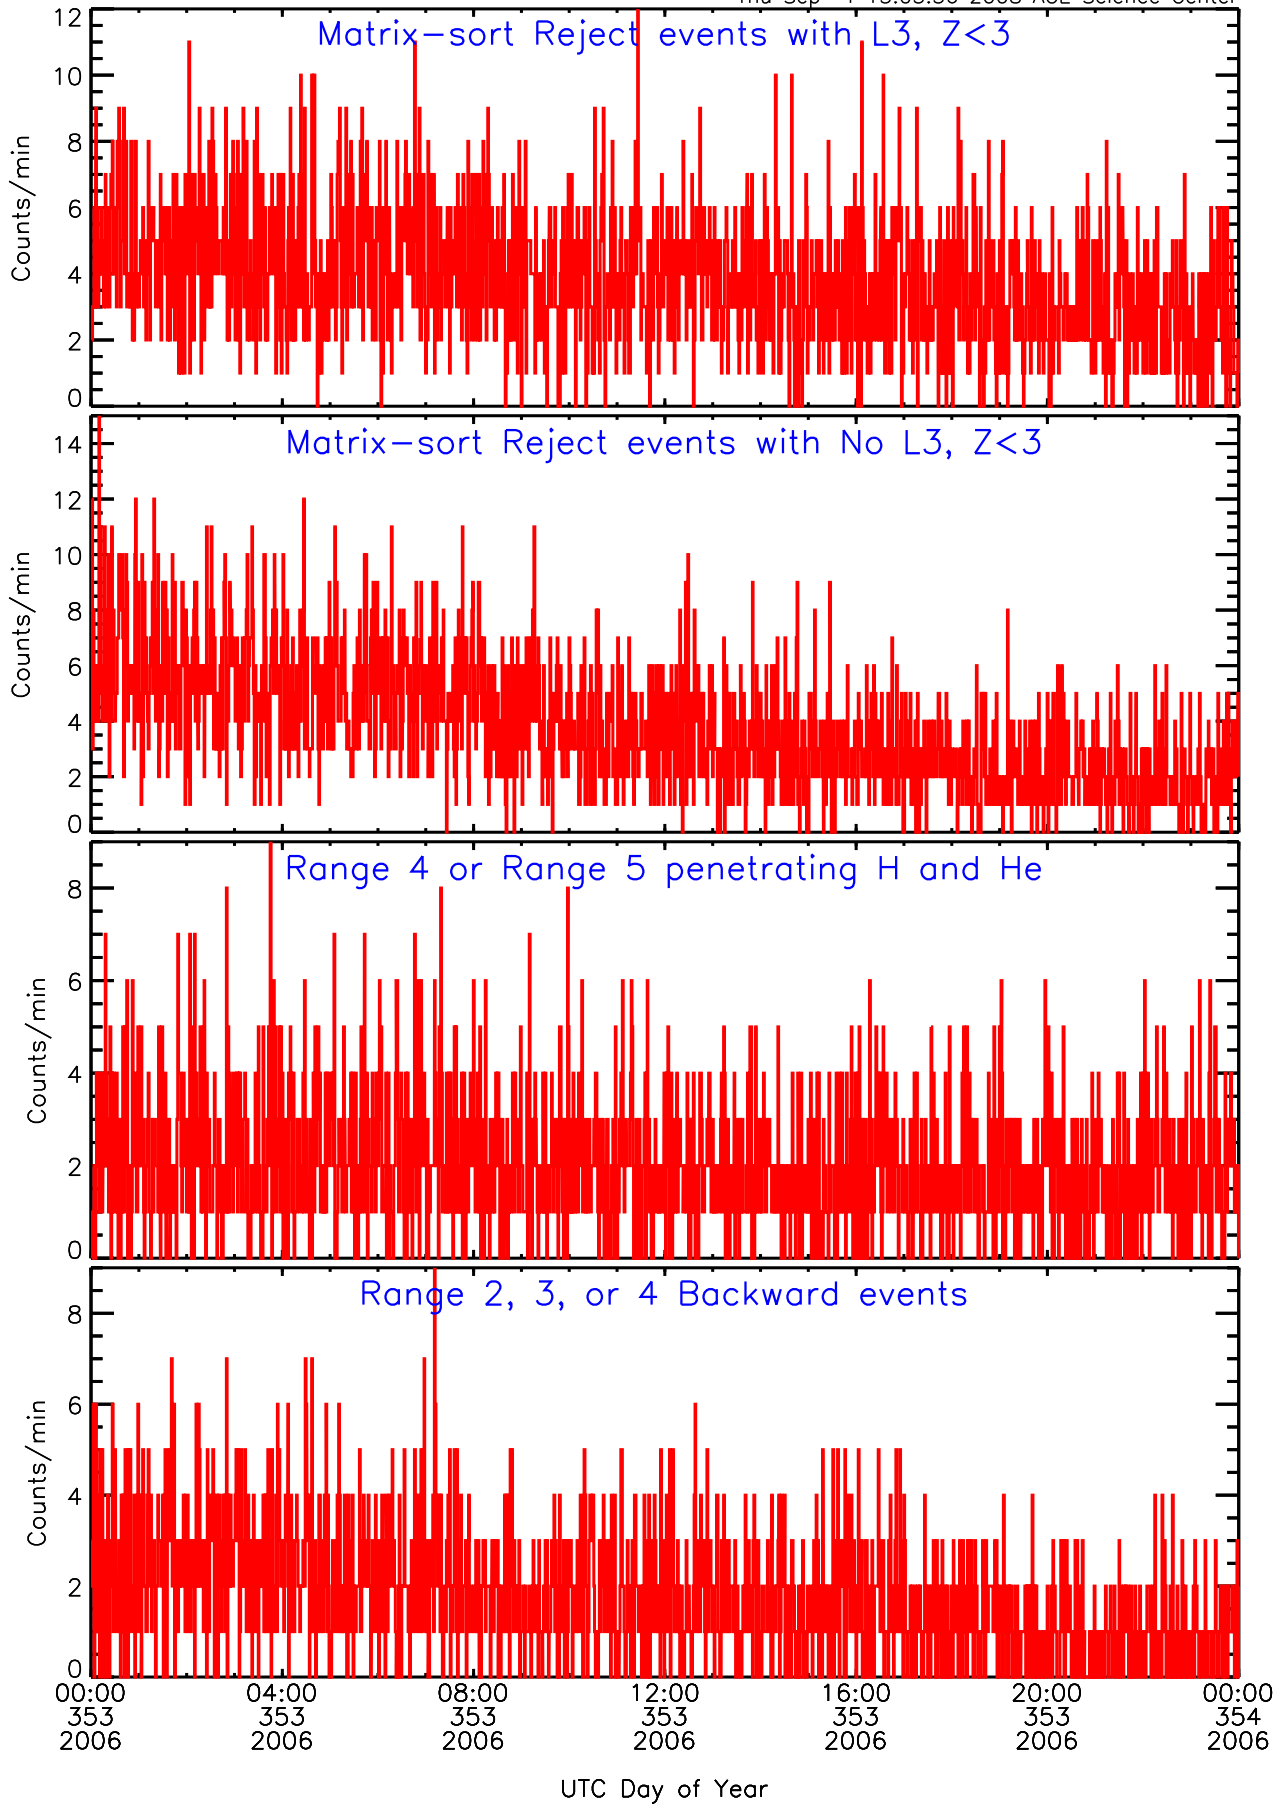 Science Center
Matrix-sort Reject events with L3, Z<3
12
10
8
6
4
2
0
Counts/min
Matrix-sort Reject events with No L3, Z<3
14
12
10
8
6
4
2
0
Counts/min
Range 4 or Range 5 penetrating H and He
8
6
4
2
0
Counts/min
Range 2, 3, or 4 Backward events
8
6
4
2
0
Counts/min
00:00 04:00 08:00 12:00 16:00 20:00 00:00
353 353 353 353 353 353 354
2006 2006 2006 2006 2006 2006 2006
UTC Day of Year